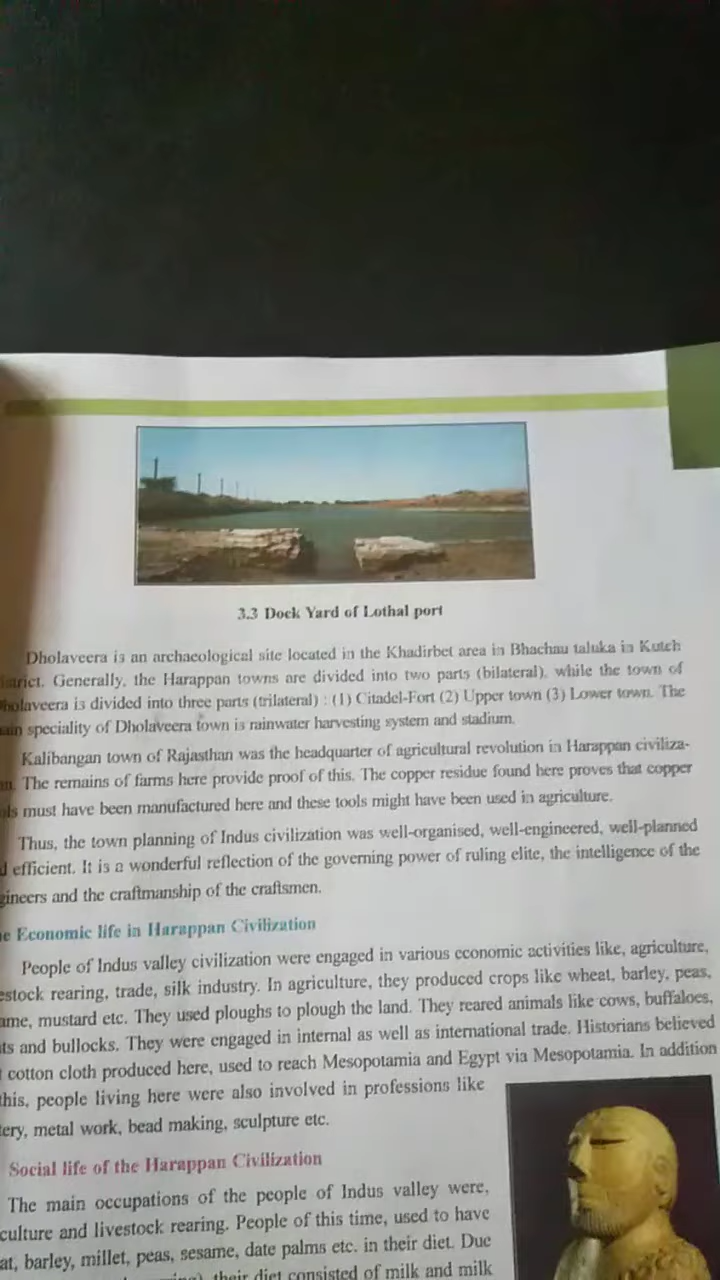 3.3 Dock Yard of Lothal port
Dholaveera is an archaeological site located in the Khadirbet area in Bhachau taluka in Kutch
Generally, the Harappan towns are divided into two parts (bilateral), while the town of
holaveera is divided into three parts (trilateral) : (1) Citadel-Fort (2) Upper town (3) Lower town. The
ain speciality of Dholaveera town is rainwater harvesting system and stadium.
Kalibangan town of Rajasthan was the headquarter of agricultural revolution in Harappan civiliza-
The remains of farms here provide proof of this. The copper residue found here proves that copper
ols must have been manufactured here and these tools might have been used in agriculture.
Thus, the town planning of Indus civilization was well-organised, well-engineered, well-planned
d efficient. It is a wonderful reflection of the governing power of ruling elite, the intelligence of the
gineers and the craftmanship of the craftsmen.
e Economic life in Harappan Civilization
People of Indus valley civilization were engaged in various economic activities like, agriculture,
estock rearing, trade, silk industry. In agriculture, they produced crops like wheat, barley, peas,
ame, mustard etc. They used ploughs to plough the land. They reared animals like cows, buffaloes,
ts and bullocks. They were engaged in internal as well as international trade. Historians believed
t cotton cloth produced here, used to reach Mesopotamia and Egypt via Mesopotamia. In addition
this, people living here were also involved in professions like
tery, metal work, bead making, sculpture etc.
Social life of the Harappan Civilization
The main occupations of the people of Indus valley were,
culture and livestock rearing. People of this time, used to have
at, barley, millet, peas, sesame, date palms etc. in their diet. Due
their diet consisted of milk and milk